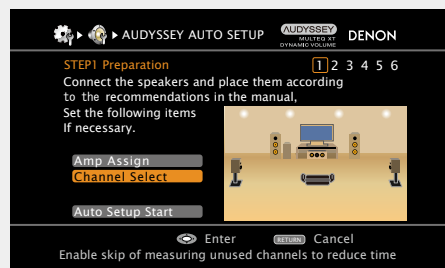 AUDYSSEY AUTO SETUP
AUDYSSEY
MULTEQ XT
DYNAMIC VOLUME
DENON
STEP1 Preparation
1 2 3 4 5 6
Connect the speakers and place them according
to the recommendations in the manual,
Set the following items
If necessary.
Amp Assign
Channel Select
Auto Setup Start
Enter
RETURN Cancel
Enable skip of measuring unused channels to reduce time